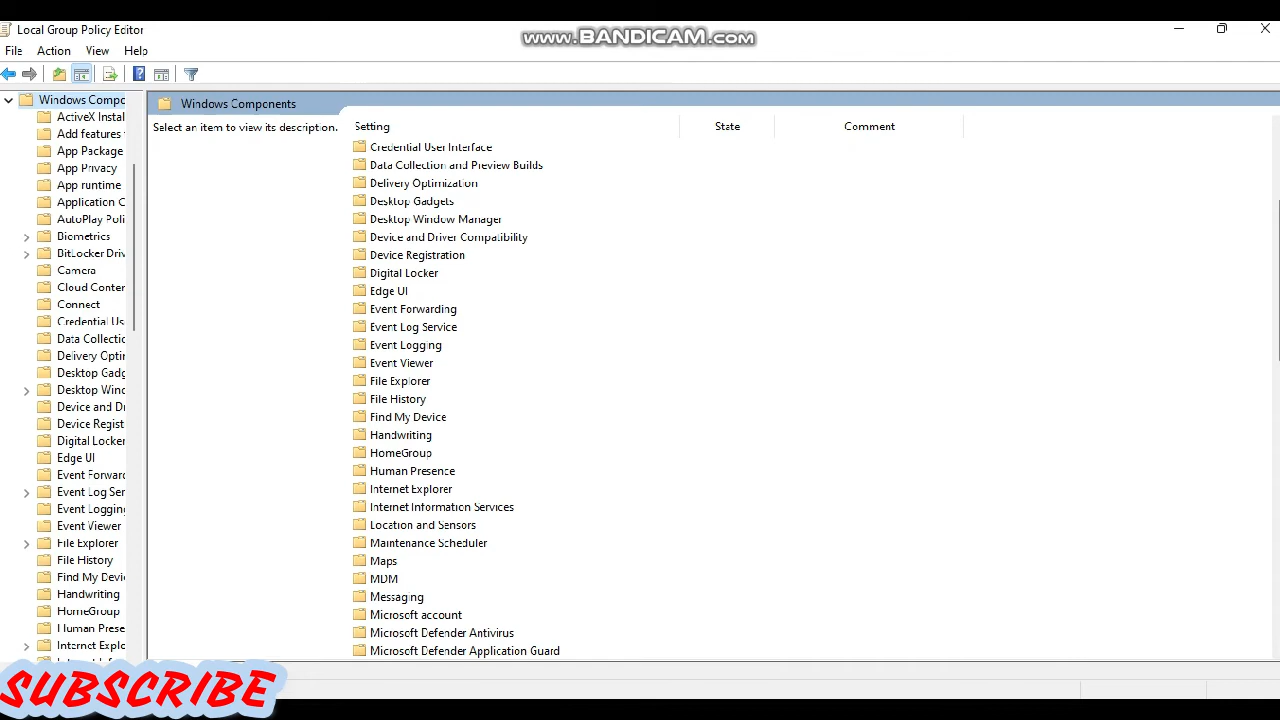 Local Group Policy Editor
www.BANDICAM.com
File Action View Help
Windows Compo
ActiveX Instal
Add features
App Package
App Privacy
App runtime
Application C
AutoPlay Poli
Biometrics
BitLocker Driv
Camera
Cloud Conten
Connect
Credential Us
Data Collectic
Delivery Optir
Desktop Gadg
Desktop Wind
Device and Dr
Device Regist
Digital Locker
Edge UI
Event Forward
Event Log Ser
Event Logging
Event Viewer
File Explorer
File History
Find My Devic
Handwriting
HomeGroup
Human Prese
Internet Explo
Windows Components
Select an item to view its description.
Setting State Comment
Credential User Interface
Data Collection and Preview Builds
Delivery Optimization
Desktop Gadgets
Desktop Window Manager
Device and Driver Compatibility
Device Registration
Digital Locker
Edge UI
Event Forwarding
Event Log Service
Event Logging
Event Viewer
File Explorer
File History
Find My Device
Handwriting
HomeGroup
Human Presence
Internet Explorer
Internet Information Services
Location and Sensors
Maintenance Scheduler
Maps
MDM
Messaging
Microsoft account
Microsoft Defender Antivirus
Microsoft Defender Application Guard
SUBSCRIBE